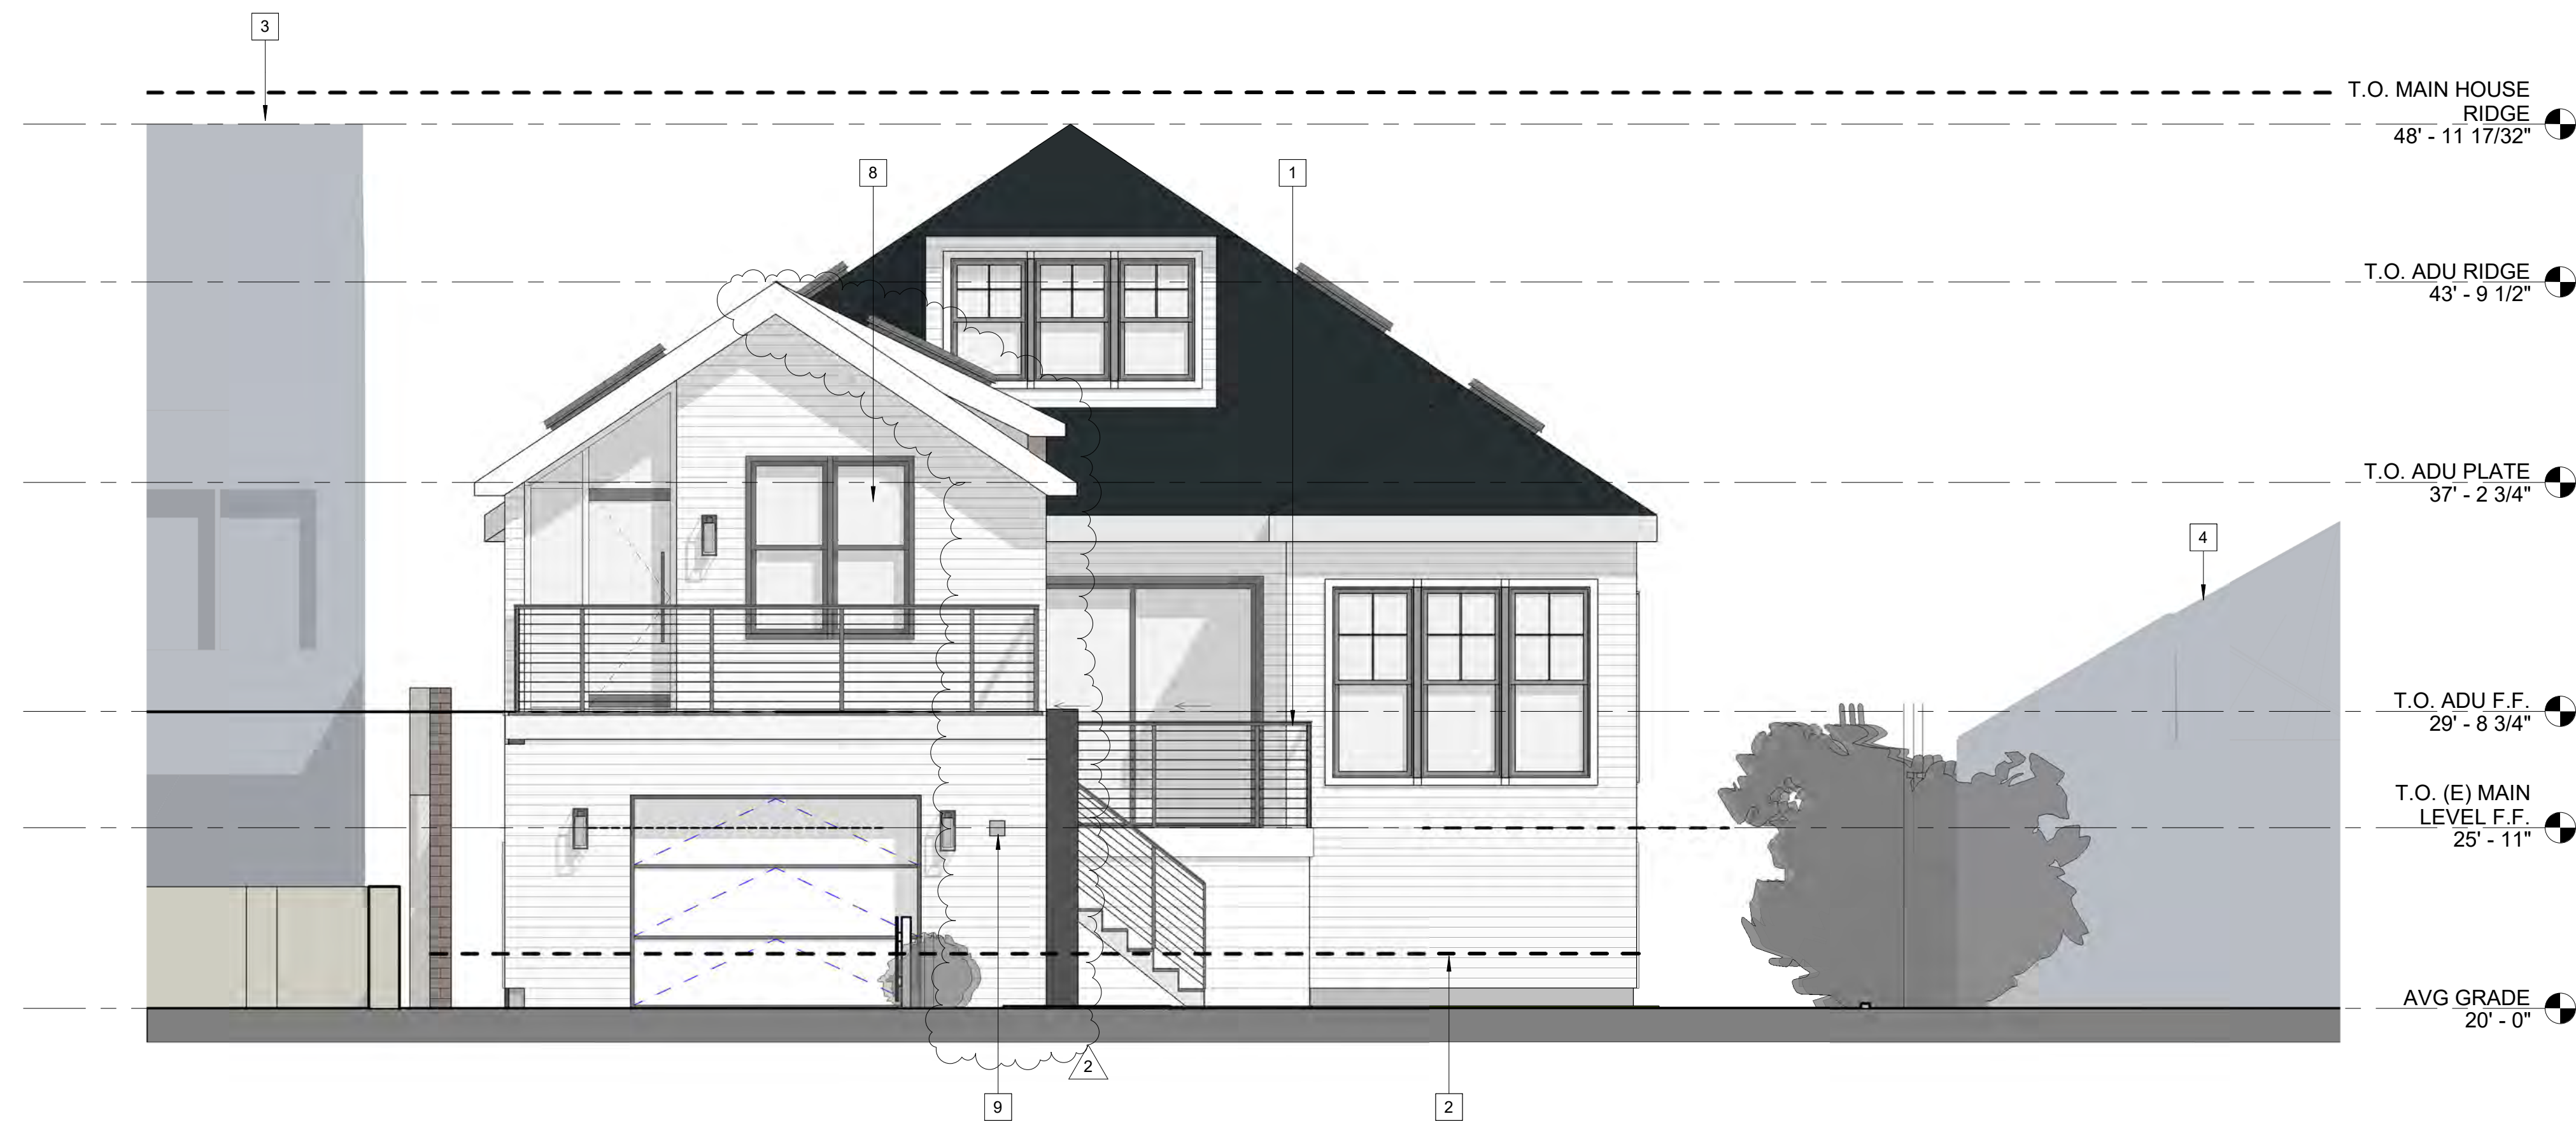 3
T.O. MAIN HOUSE
RIDGE
48' - 11 17/32"
8
1
T.O. ADU RIDGE
43' - 9 1/2"
T.O. ADU PLATE
37' - 2 3/4"
4
T.O. ADU F.F.
29' - 8 3/4"
T.O. (E) MAIN
LEVEL F.F.
25' - 11"
AVG GRADE
20' - 0"
2
9
2